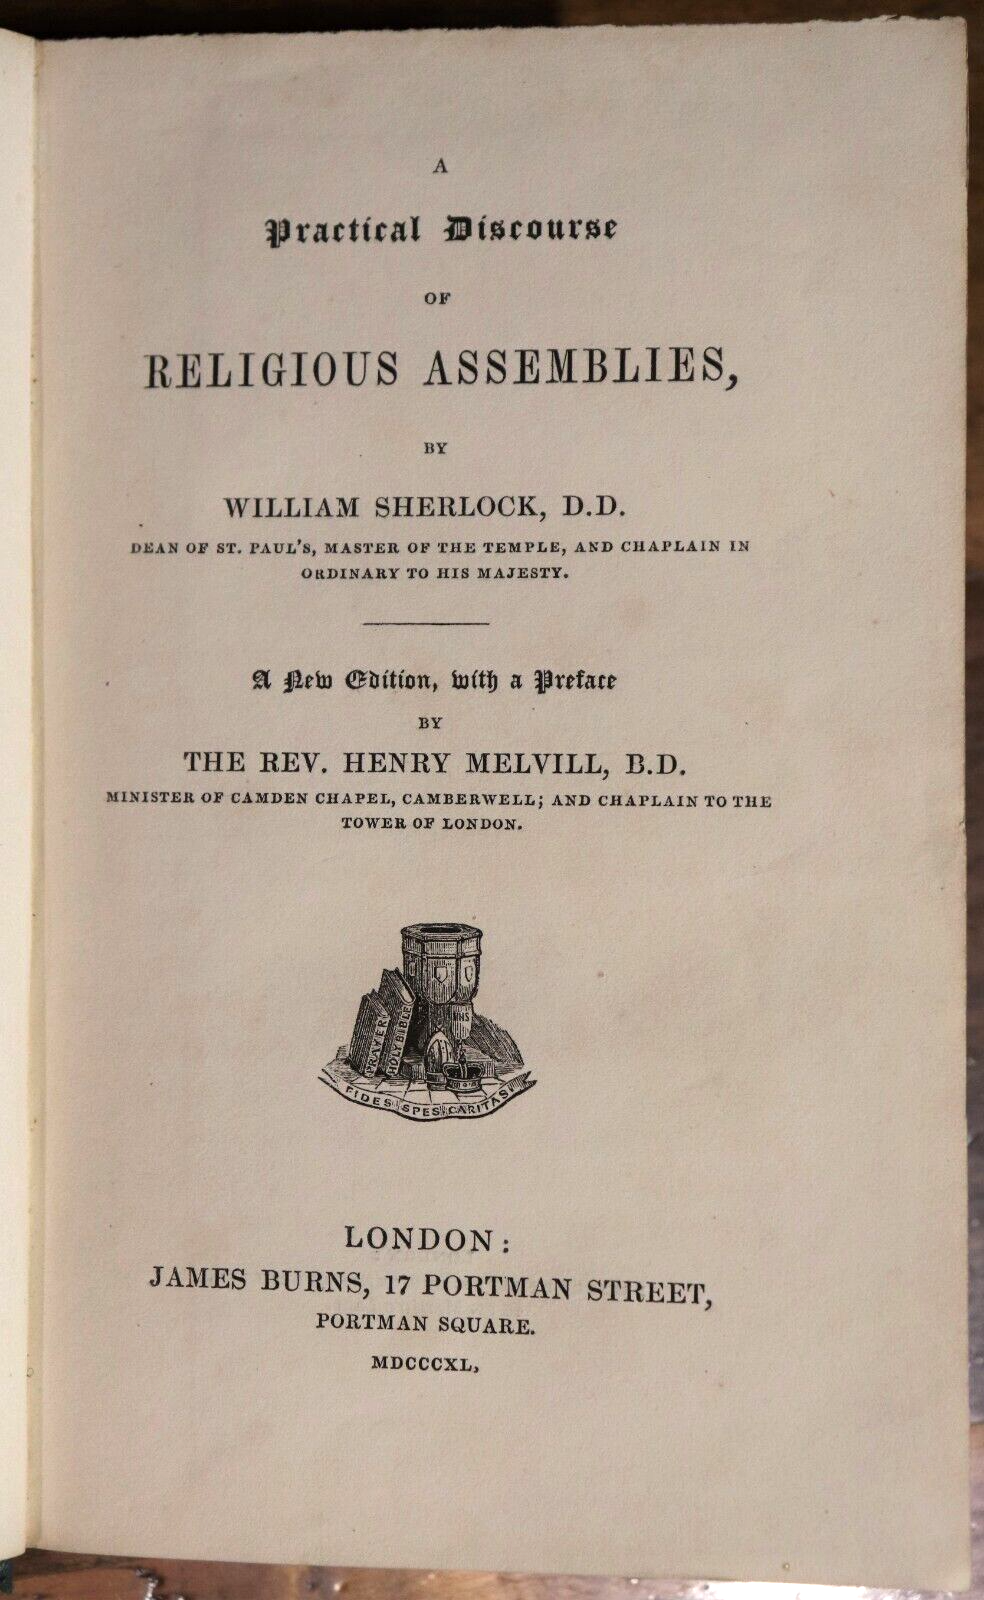 A
Practical Discourse
OF
RELIGIOUS ASSEMBLIES,
BY
WILLIAM SHERLOCK, D.D.
DEAN OF ST. PAUL'S, MASTER OF THE TEMPLE, AND CHAPLAIN IN
ORDINARY TO HIS MAJESTY.
A New Edition, with a Preface
BY
THE REV. HENRY MELVILL, B.D.
MINISTER OF CAMDEN CHAPEL, CAMBERWELL; AND CHAPLAIN TO THE
TOWER OF LONDON.
IHS
PRAYER
HOLY BIBLE
FIDES SPES CARITAS
LONDON:
JAMES BURNS, 17 PORTMAN STREET,
PORTMAN SQUARE.
MDCCCXL,